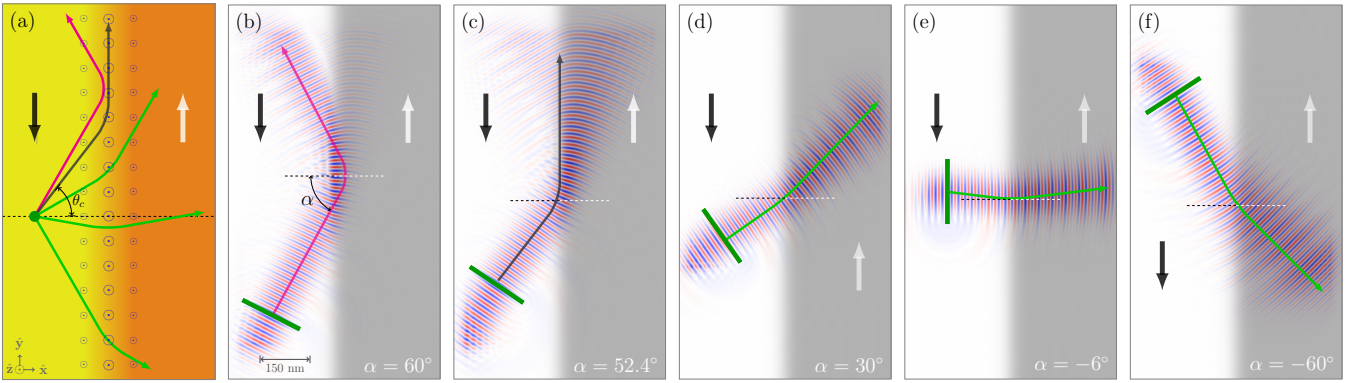 (a)
θc
ŷ
ẑ
x̂
(b)
α
150 nm
α = 60°
(c)
α = 52.4°
(d)
α = 30°
(e)
α = −6°
(f)
α = −60°